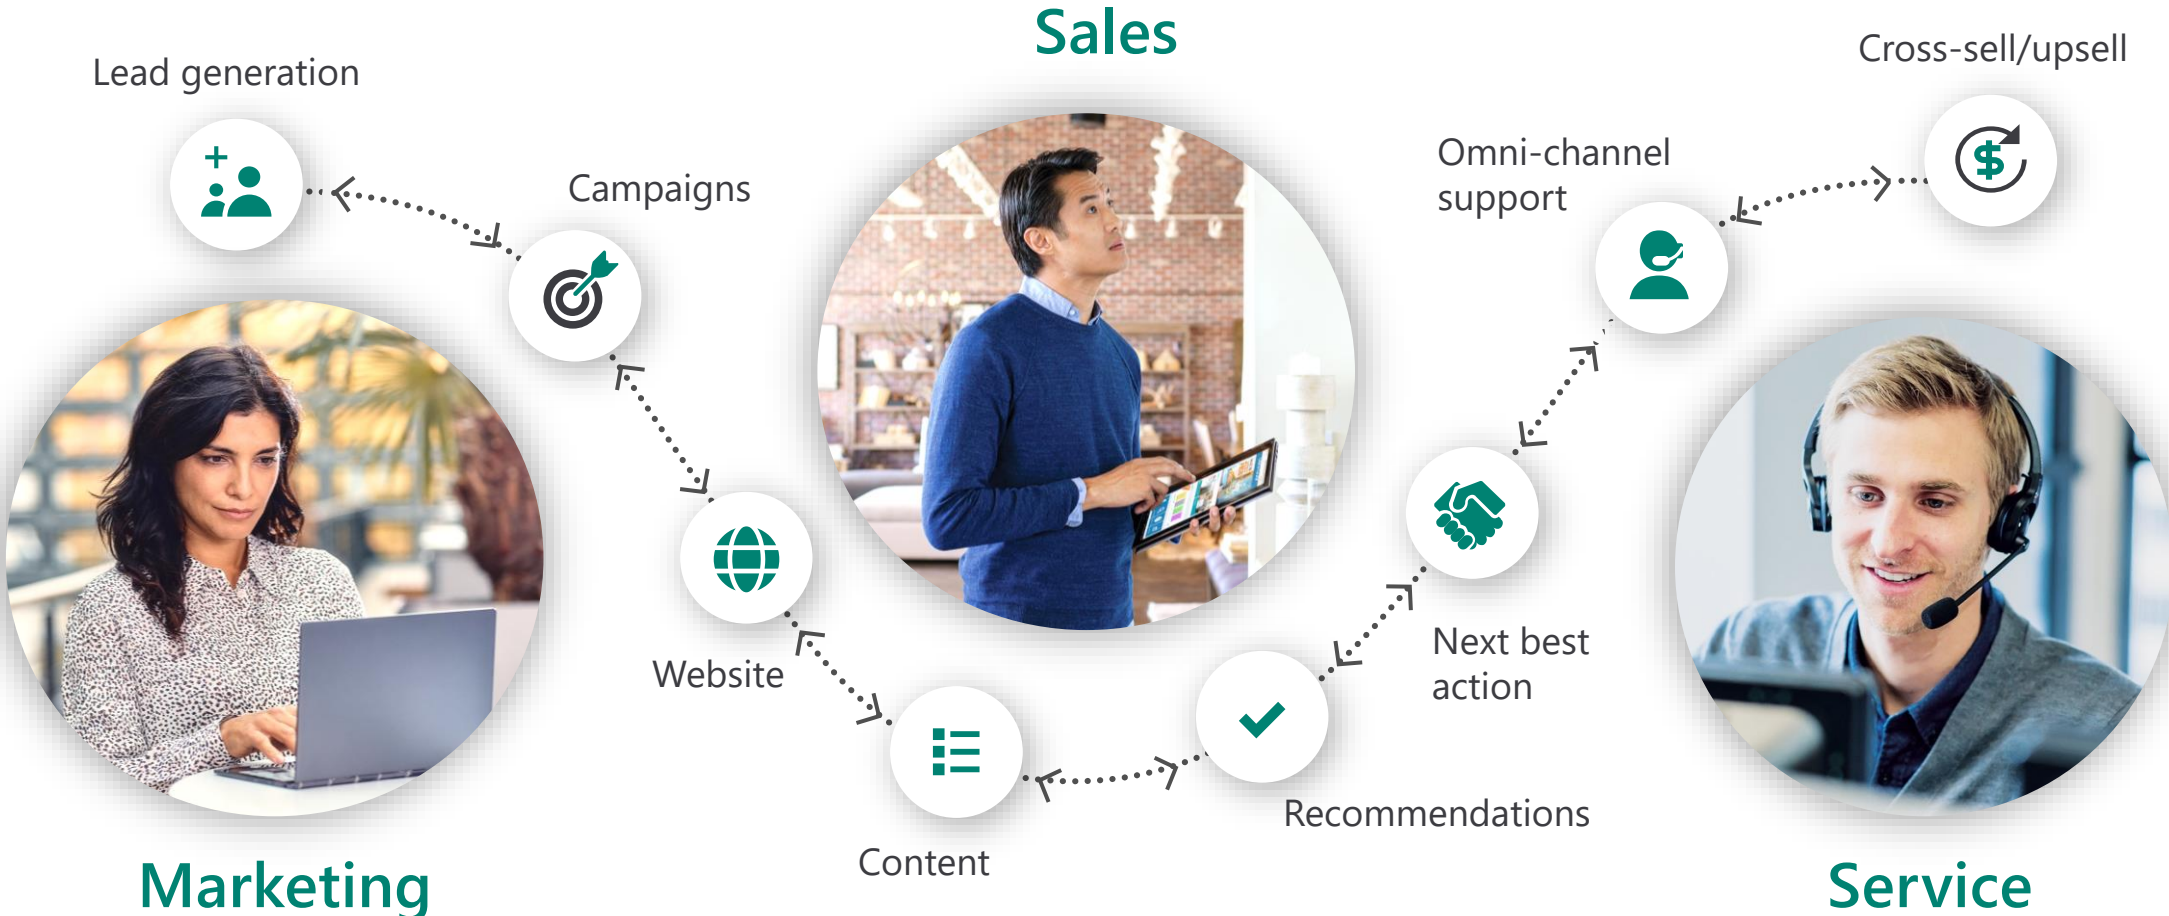 Sales
Lead generation
Cross-sell/upsell
Omni-channel
support
Campaigns
Website
Next best
action
Recommendations
Content
Marketing
Service